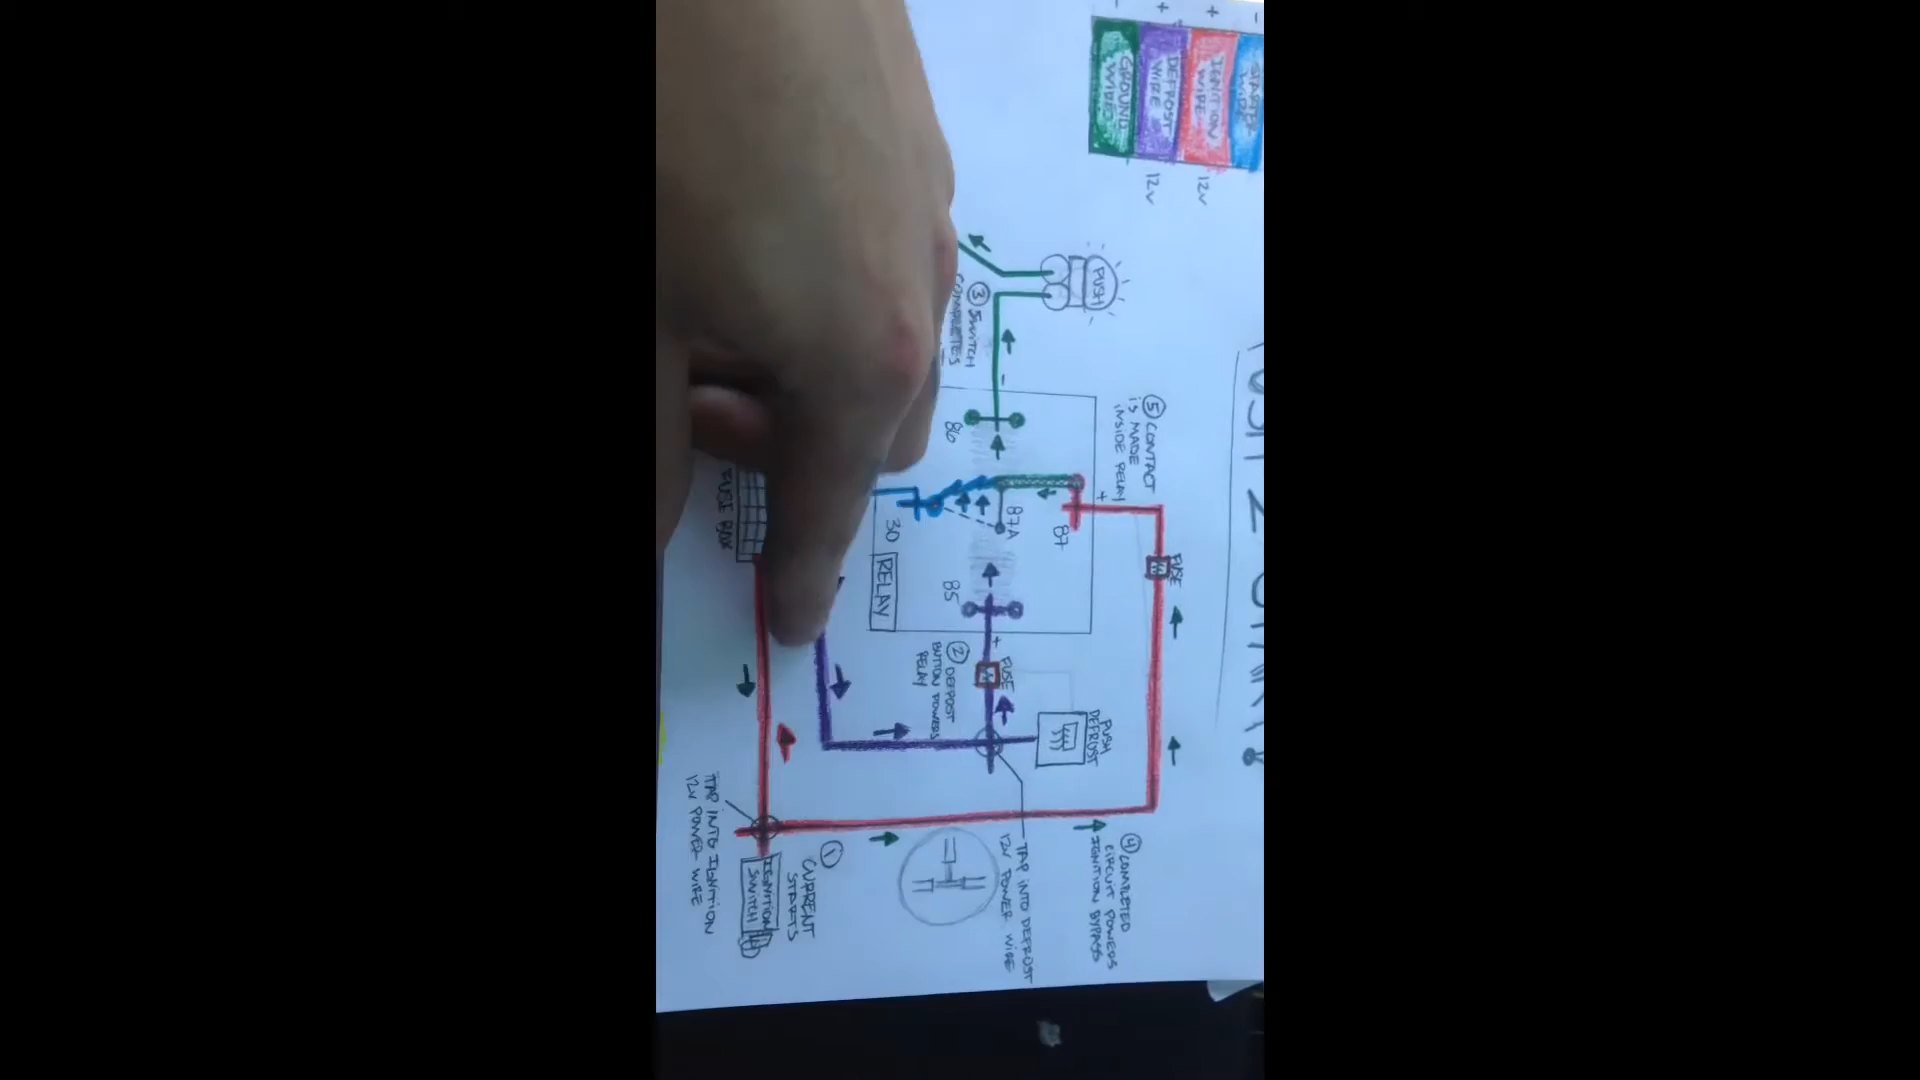 PUSH 2 START
-
STARTER
WIRE
+
IGNITION
WIRE
12V
+
DEFROST
WIRE
12V
-
GROUND
WIRE
PUSH
⑤ CONTACT
is MADE
INSIDE RELAY
③ SWITCH
COMPLETES
-
+
86
87A
87
30
85
RELAY
FUSE
FUSE BOX
+
② DEFROST
BUTTON POWERS
RELAY
FUSE
PUSH
DEFROST
④ COMPLETED
CIRCUIT POWERS
IGNITION BYPASS
TAP INTO DEFROST
12V POWER WIRE
① CURRENT
STARTS
IGNITION
SWITCH
TAP INTO IGNITION
12V POWER WIRE